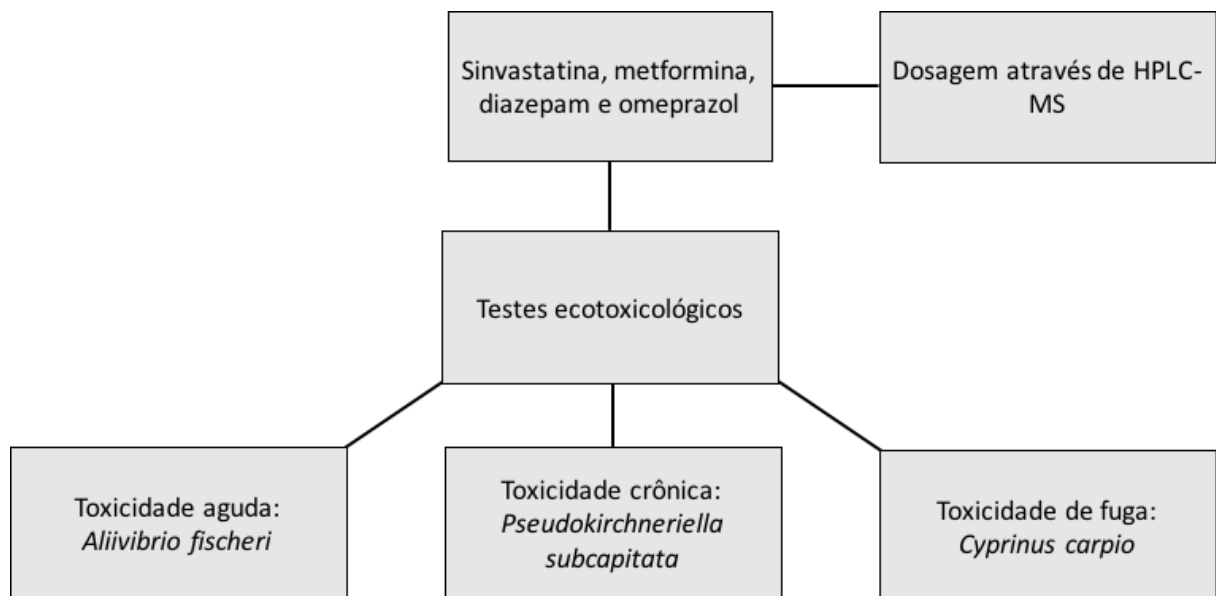 Sinvastatina, metformina,
diazepam e omeprazol
Dosagem através de HPLC-
MS
Testes ecotoxicológicos
Toxicidade aguda:
Aliivibrio fischeri
Toxicidade crônica:
Pseudokirchneriella
subcapitata
Toxicidade de fuga:
Cyprinus carpio